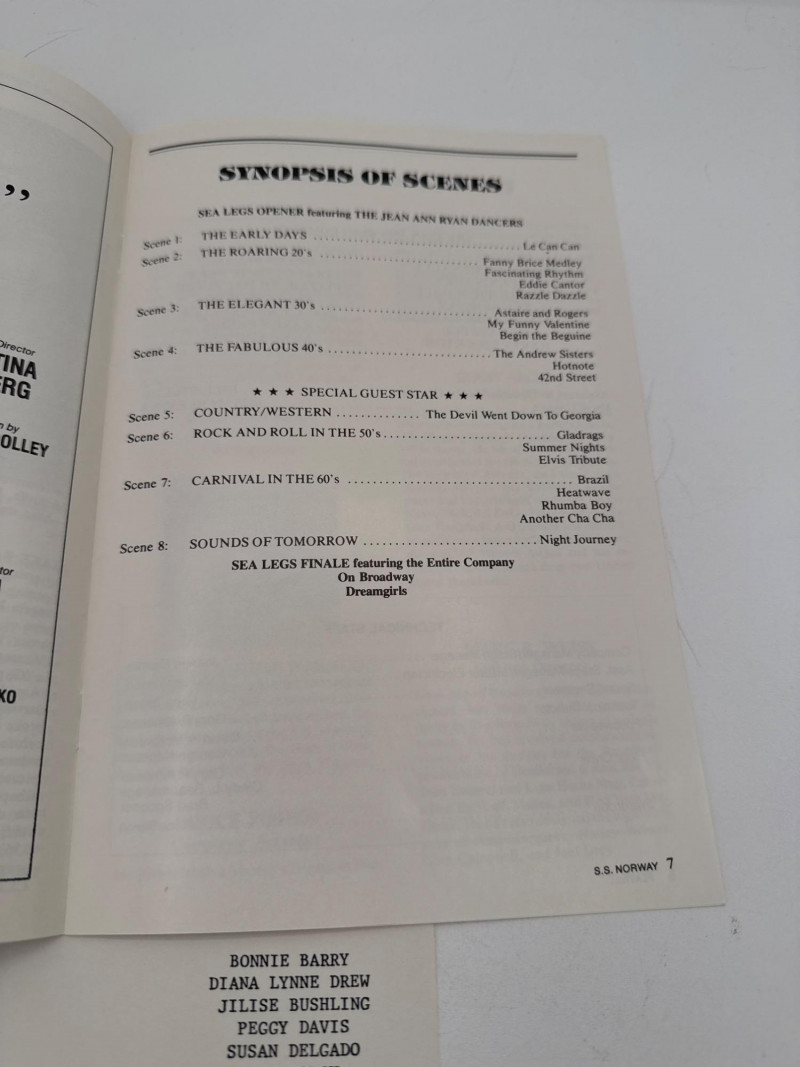 ”
Director
TINA
ERG
n by
OLLEY
tor
XO
SYNOPSIS OF SCENES
SEA LEGS OPENER featuring THE JEAN ANN RYAN DANCERS
Scene 1: THE EARLY DAYS ........ Le Can Can
Scene 2: THE ROARING 20's ........ Fanny Brice Medley
Fascinating Rhythm
Eddie Cantor
Razzle Dazzle
Scene 3: THE ELEGANT 30's ........ Astaire and Rogers
My Funny Valentine
Begin the Beguine
Scene 4: THE FABULOUS 40's ........ The Andrew Sisters
Hotnote
42nd Street
★ ★ ★ SPECIAL GUEST STAR ★ ★ ★
Scene 5: COUNTRY/WESTERN ........ The Devil Went Down To Georgia
Scene 6: ROCK AND ROLL IN THE 50's ........ Gladrags
Summer Nights
Elvis Tribute
Scene 7: CARNIVAL IN THE 60's ........ Brazil
Heatwave
Rhumba Boy
Another Cha Cha
Scene 8: SOUNDS OF TOMORROW ........ Night Journey
SEA LEGS FINALE featuring the Entire Company
On Broadway
Dreamgirls
S.S. NORWAY 7
BONNIE BARRY
DIANA LYNNE DREW
JILISE BUSHLING
PEGGY DAVIS
SUSAN DELGADO